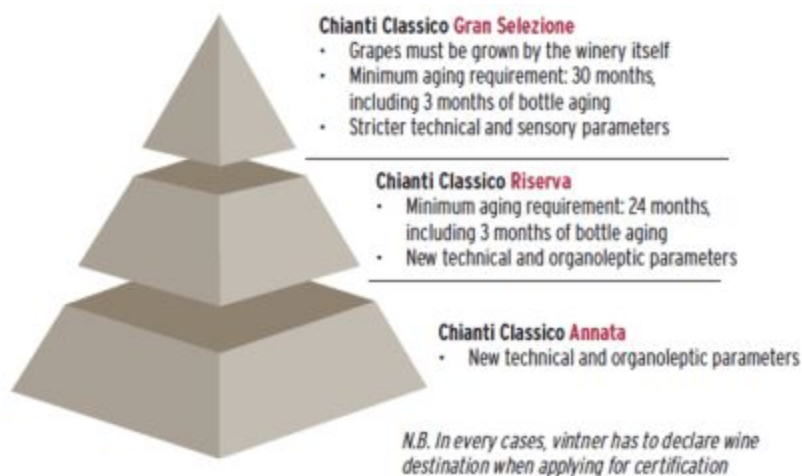 Chianti Classico Gran Selezione
• Grapes must be grown by the winery itself
• Minimum aging requirement: 30 months,
including 3 months of bottle aging
• Stricter technical and sensory parameters
Chianti Classico Riserva
• Minimum aging requirement: 24 months,
including 3 months of bottle aging
• New technical and organoleptic parameters
Chianti Classico Annata
• New technical and organoleptic parameters
N.B. In every cases, vintner has to declare wine
destination when applying for certification